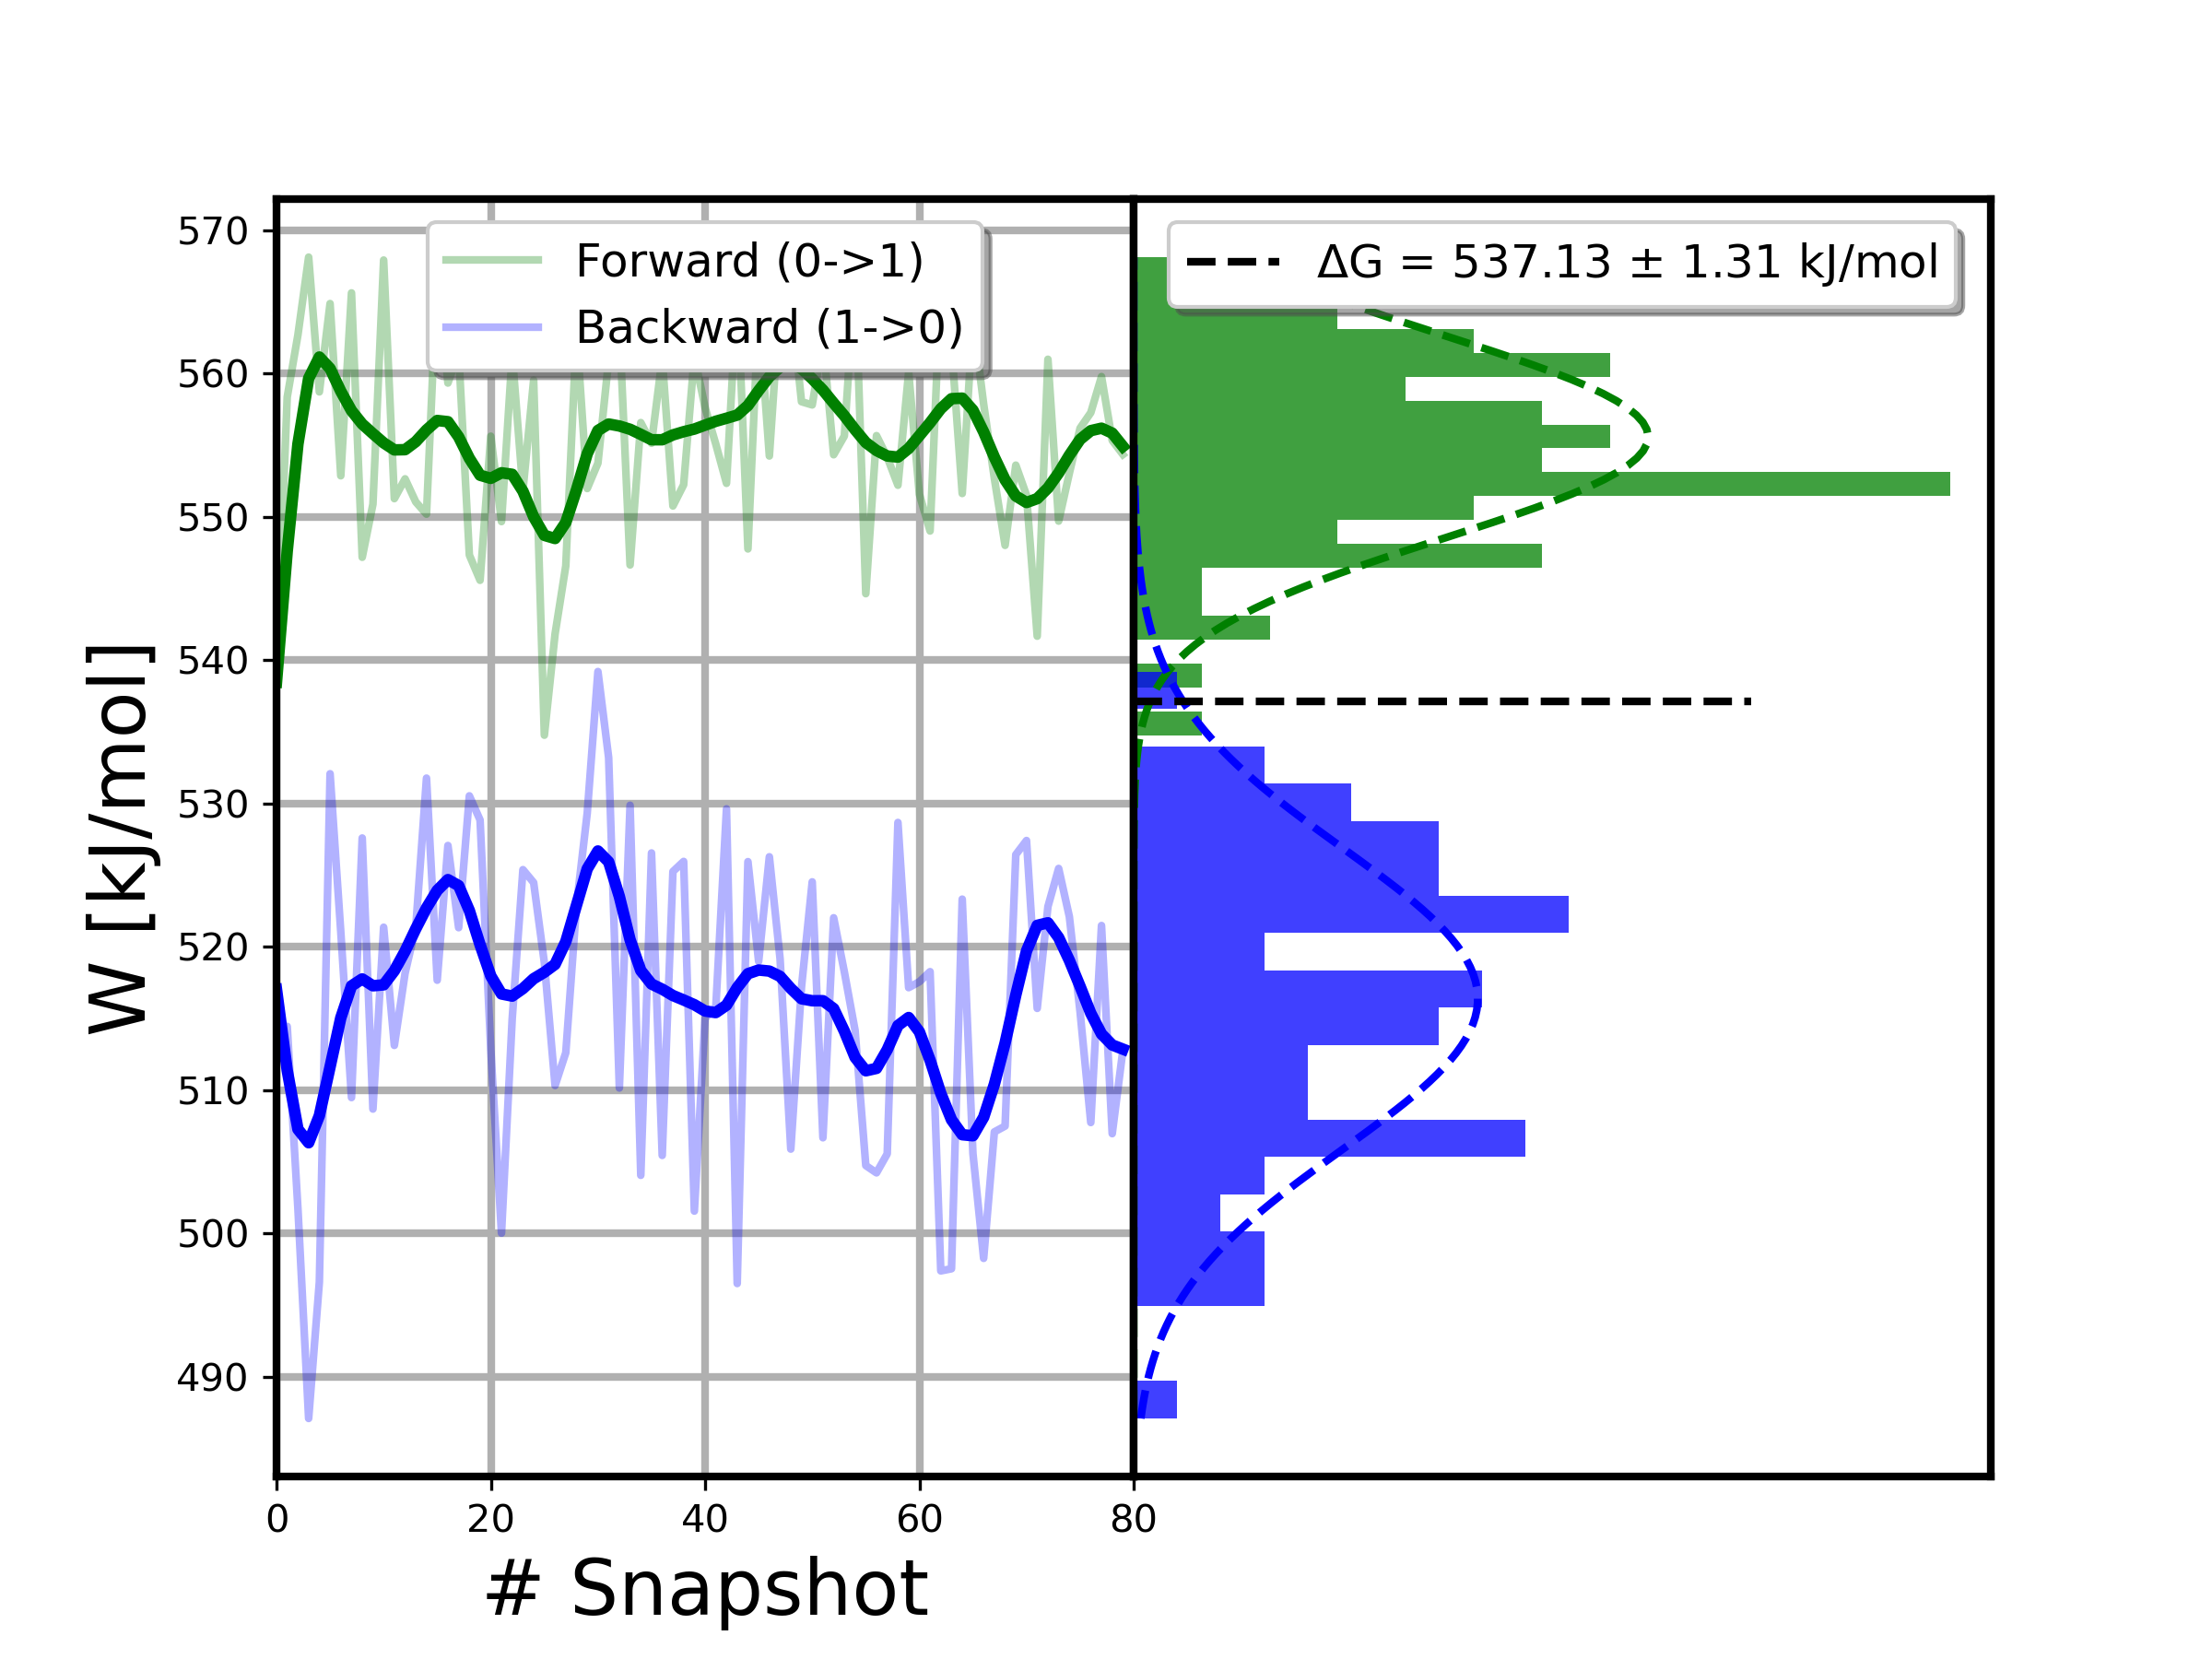 570
560
550
540
530
520
510
500
490
W [kJ/mol]
Forward (0->1)
Backward (1->0)
ΔG = 537.13 ± 1.31 kJ/mol
0
20
40
60
80
# Snapshot